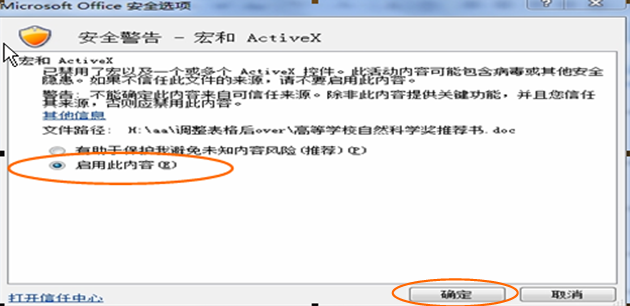 Microsoft Office 安全选项
安全警告 - 宏和 ActiveX
宏和 ActiveX
已禁用了宏以及一个或多个 ActiveX 控件。此活动内容可能包含病毒或其他安全
隐患。如果不信任此文件的来源，请不要启用此内容。
警告: 不能确定此内容来自可信任来源。除非此内容提供关键功能，并且您信任
其来源，否则应禁用此内容。
其他信息
文件路径: H:\aa\调整表格后over\高等学校自然科学奖推荐书.doc
有助于保护我避免未知内容风险(推荐)(P)
启用此内容(E)
打开信任中心
确定
取消